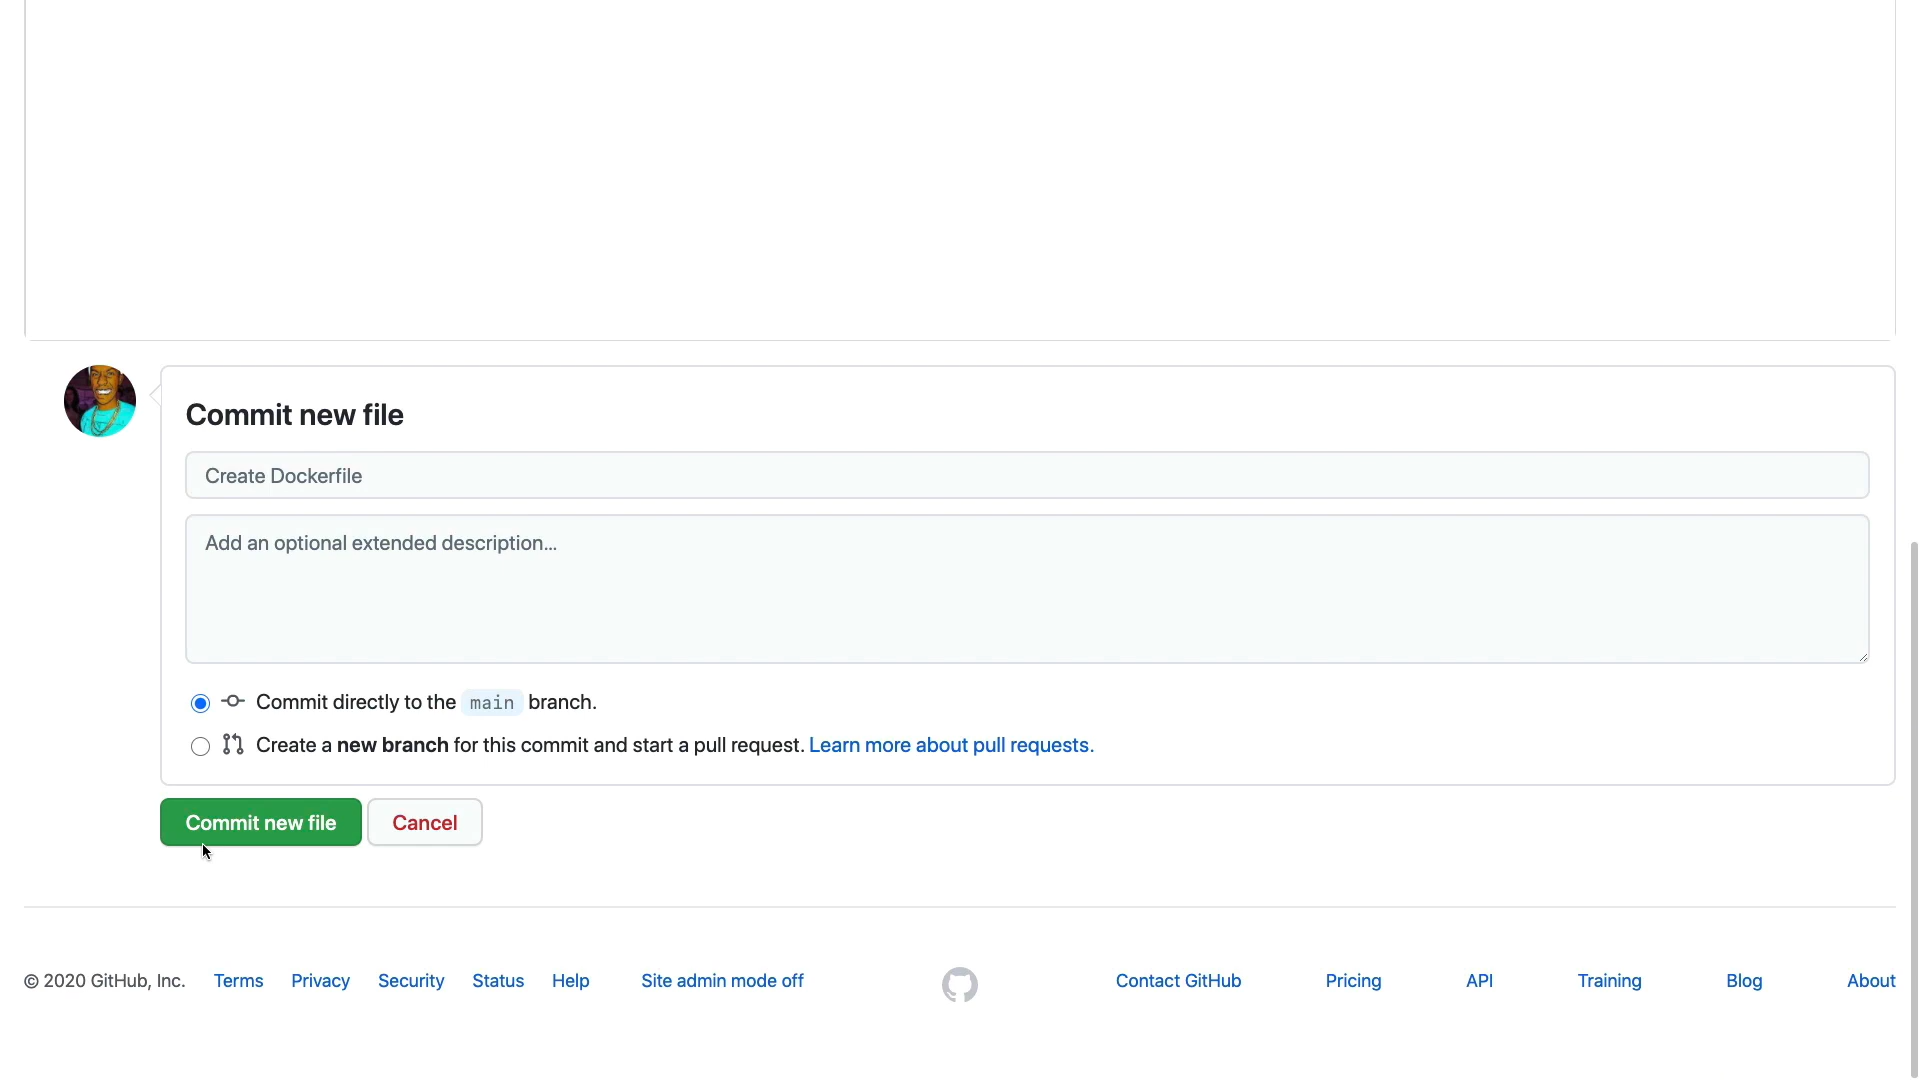 Commit new file
Create Dockerfile
Add an optional extended description...
Commit directly to the main branch.
Create a new branch for this commit and start a pull request. Learn more about pull requests.
Commit new file Cancel
© 2020 GitHub, Inc. Terms Privacy Security Status Help Site admin mode off Contact GitHub Pricing API Training Blog About